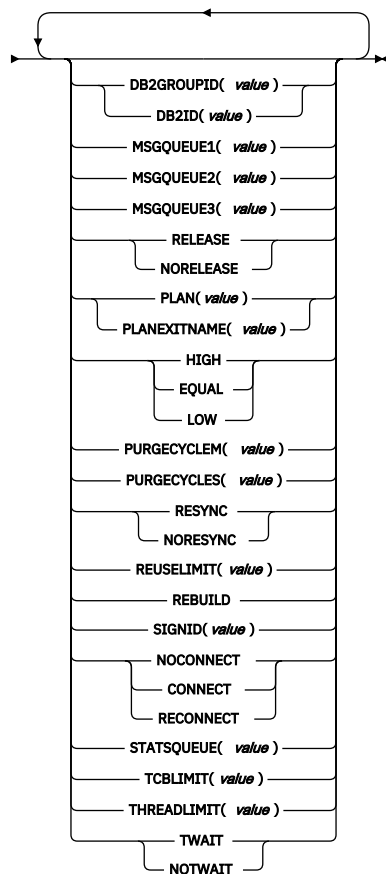 DB2GROUPID( value )
DB2ID( value )
MSGQUEUE1( value )
MSGQUEUE2( value )
MSGQUEUE3( value )
RELEASE
NORELEASE
PLAN( value )
PLANEXITNAME( value )
HIGH
EQUAL
LOW
PURGECYCLEM( value )
PURGECYCLES( value )
RESYNC
NORESYNC
REUSELIMIT( value )
REBUILD
SIGNID( value )
NOCONNECT
CONNECT
RECONNECT
STATSQUEUE( value )
TCBLIMIT( value )
THREADLIMIT( value )
TWAIT
NOTWAIT